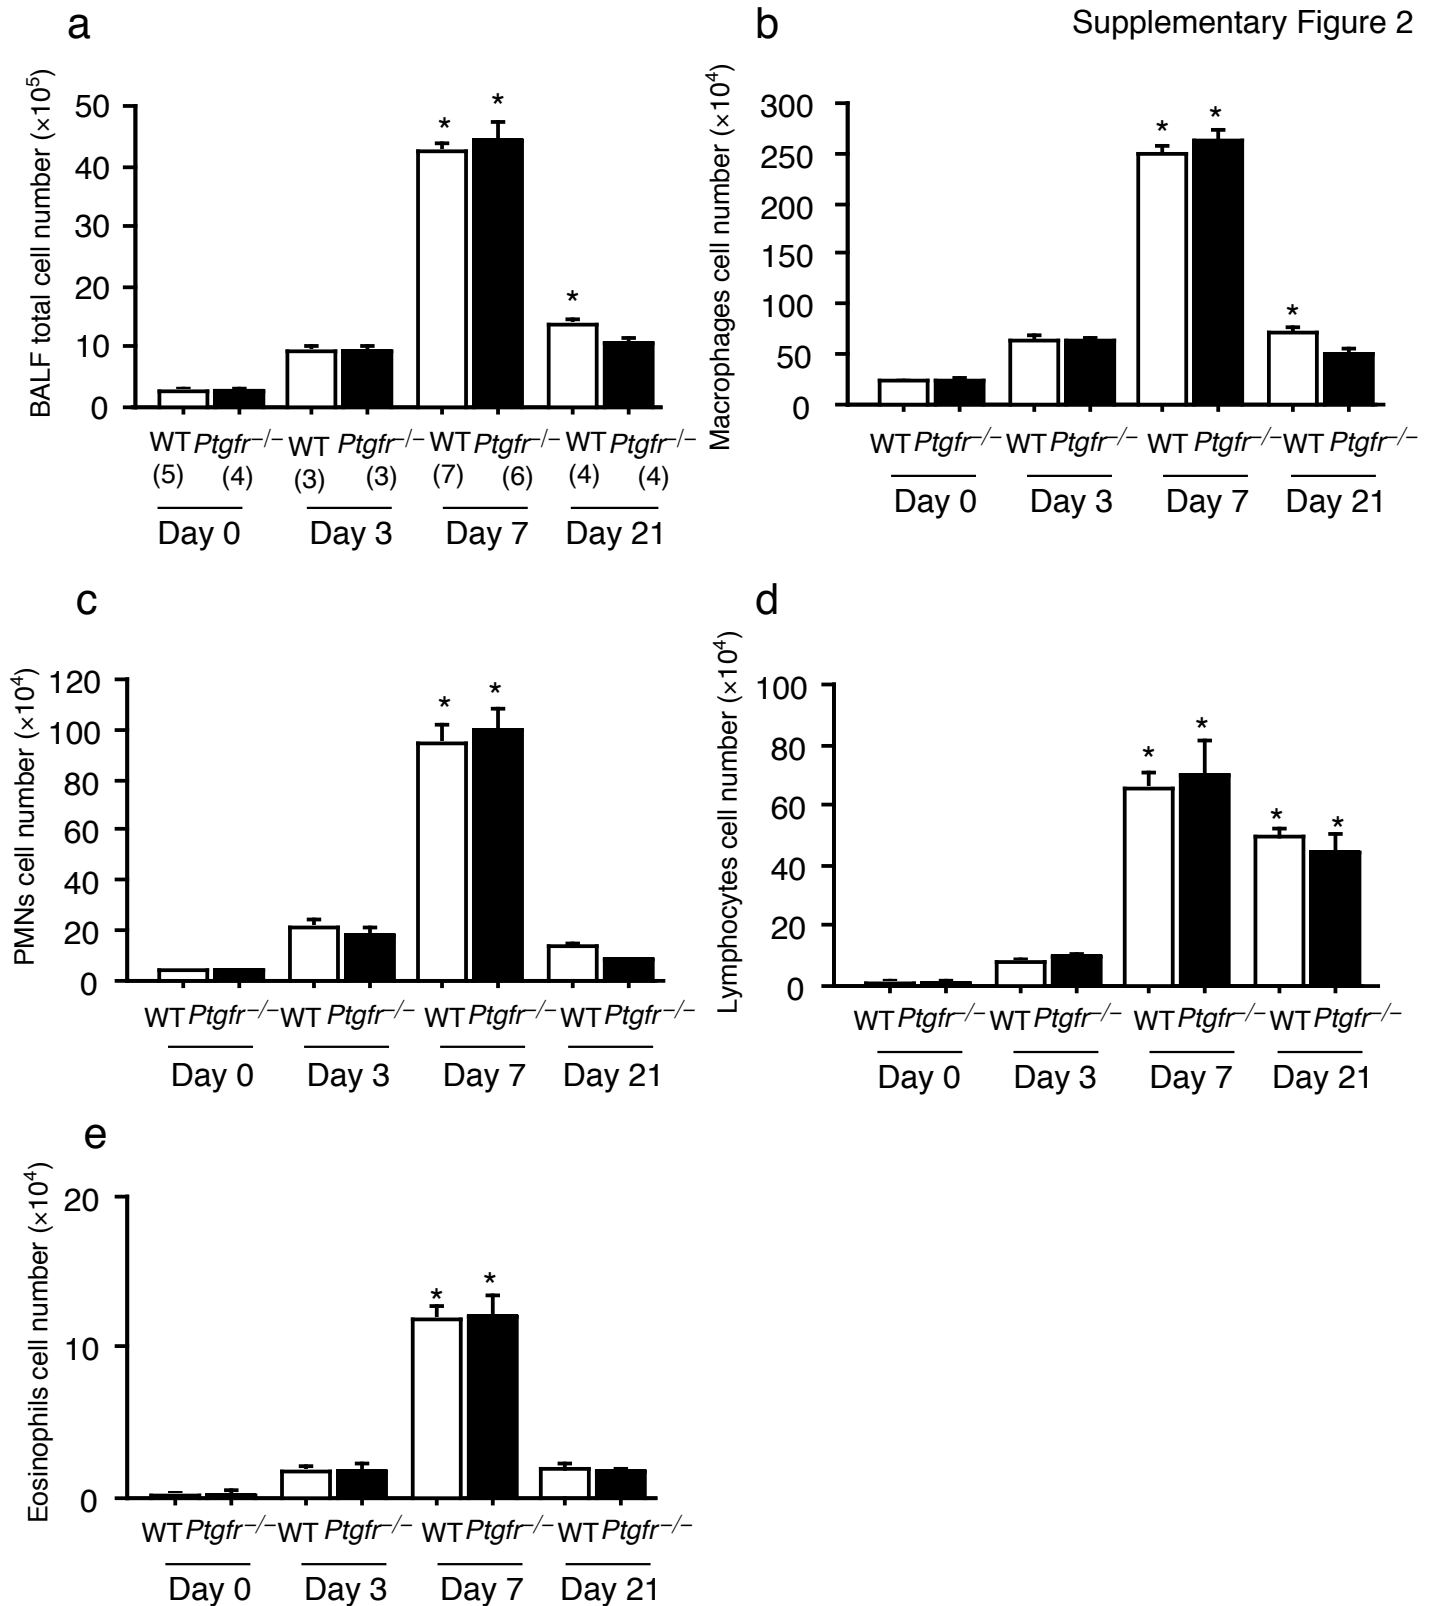 Supplementary Figure 2
a
BALF total cell number (×10⁵)
50
40
30
20
10
0
*
*
*
WT Ptgfr–/– WT Ptgfr–/– WT Ptgfr–/– WT Ptgfr–/–
(5) (4) (3) (3) (7) (6) (4) (4)
Day 0 Day 3 Day 7 Day 21
b
Macrophages cell number (×10⁴)
300
250
200
150
100
50
0
*
*
*
WT Ptgfr–/– WT Ptgfr–/– WT Ptgfr–/– WT Ptgfr–/–
Day 0 Day 3 Day 7 Day 21
c
PMNs cell number (×10⁴)
120
100
80
60
40
20
0
*
*
WT Ptgfr–/– WT Ptgfr–/– WT Ptgfr–/– WT Ptgfr–/–
Day 0 Day 3 Day 7 Day 21
d
Lymphocytes cell number (×10⁴)
100
80
60
40
20
0
*
*
*
*
WT Ptgfr–/– WT Ptgfr–/– WT Ptgfr–/– WT Ptgfr–/–
Day 0 Day 3 Day 7 Day 21
e
Eosinophils cell number (×10⁴)
20
10
0
*
*
WT Ptgfr–/– WT Ptgfr–/– WT Ptgfr–/– WT Ptgfr–/–
Day 0 Day 3 Day 7 Day 21